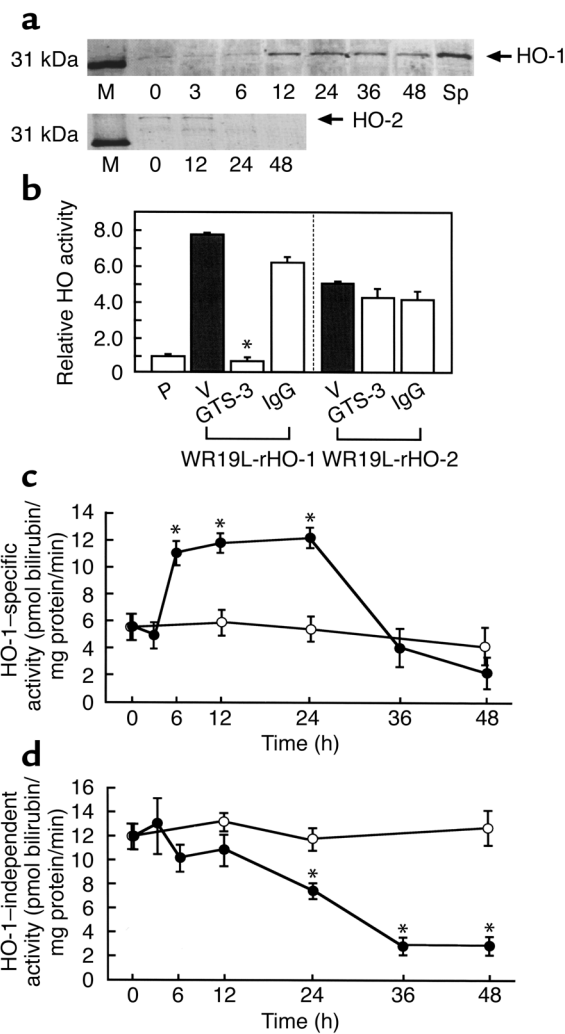 a
31 kDa
HO-1
M 0 3 6 12 24 36 48 Sp
31 kDa
HO-2
M 0 12 24 48
b
Relative HO activity
8.0
6.0
4.0
2.0
0
*
P V GTS-3 IgG V GTS-3 IgG
WR19L-rHO-1 WR19L-rHO-2
c
HO-1–specific
activity (pmol bilirubin/
mg protein/min)
14
12
10
8
6
4
2
0
* * *
0 6 12 24 36 48
Time (h)
d
HO-1–independent
activity (pmol bilirubin/
mg protein/min)
16
14
12
10
8
6
4
2
0
* * *
0 6 12 24 36 48
Time (h)